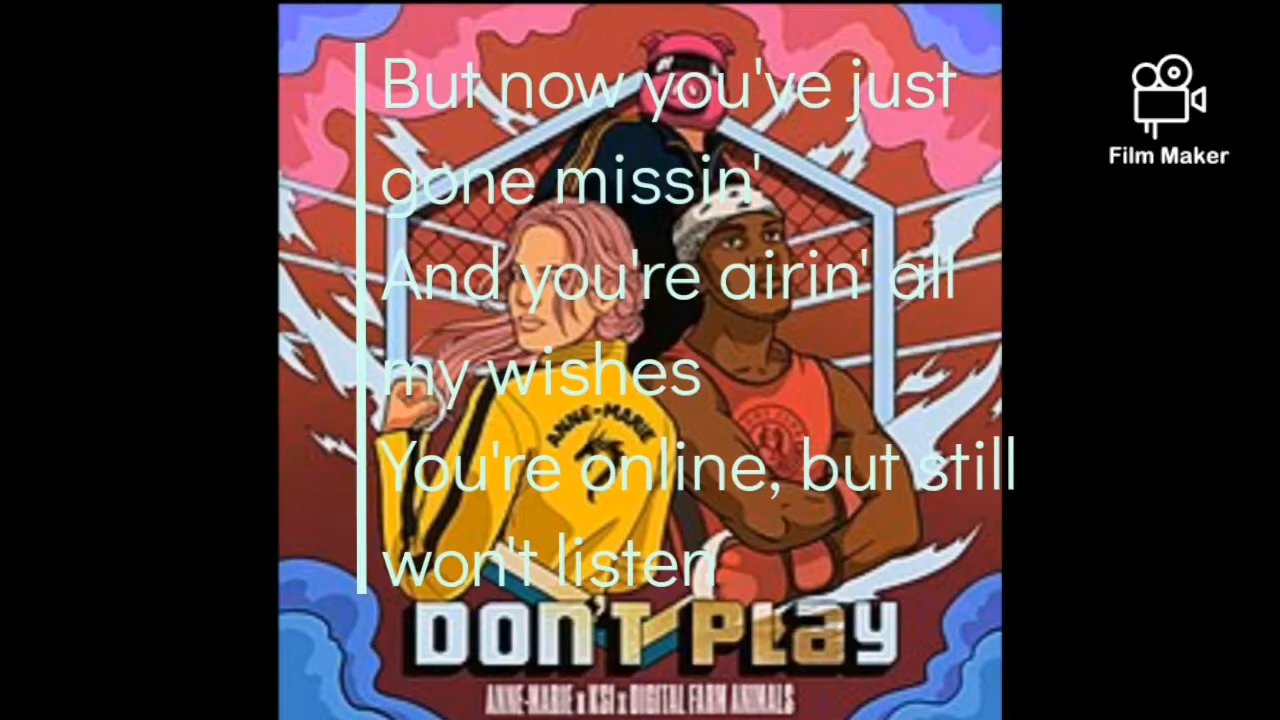 But now you've just
gone missin'
And you're airin' all
my wishes
You're online, but still
won't listen
Film Maker
ANNE-MARIE
DON'T PLAY
ANNE-MARIE x KSI x DIGITAL FARM ANIMALS